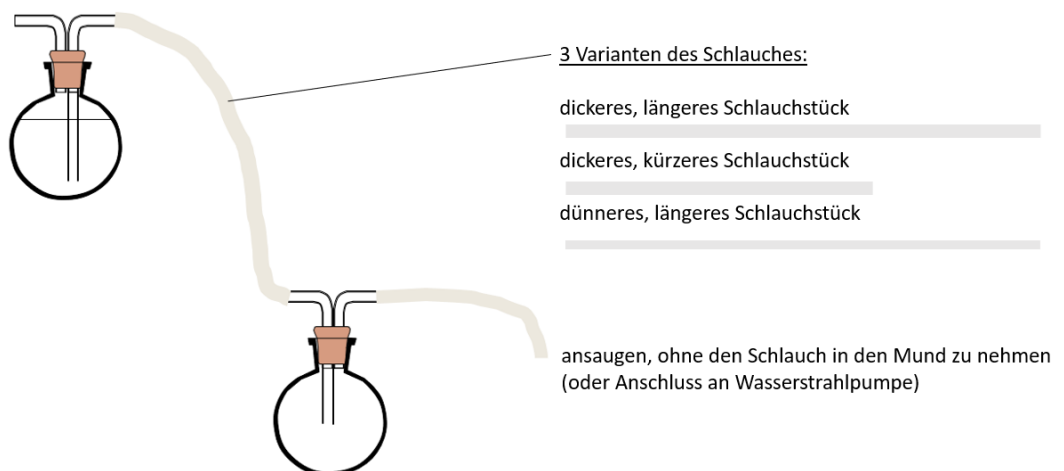 3 Varianten des Schlauches:
dickeres, längeres Schlauchstück
dickeres, kürzeres Schlauchstück
dünneres, längeres Schlauchstück
ansaugen, ohne den Schlauch in den Mund zu nehmen
(oder Anschluss an Wasserstrahlpumpe)